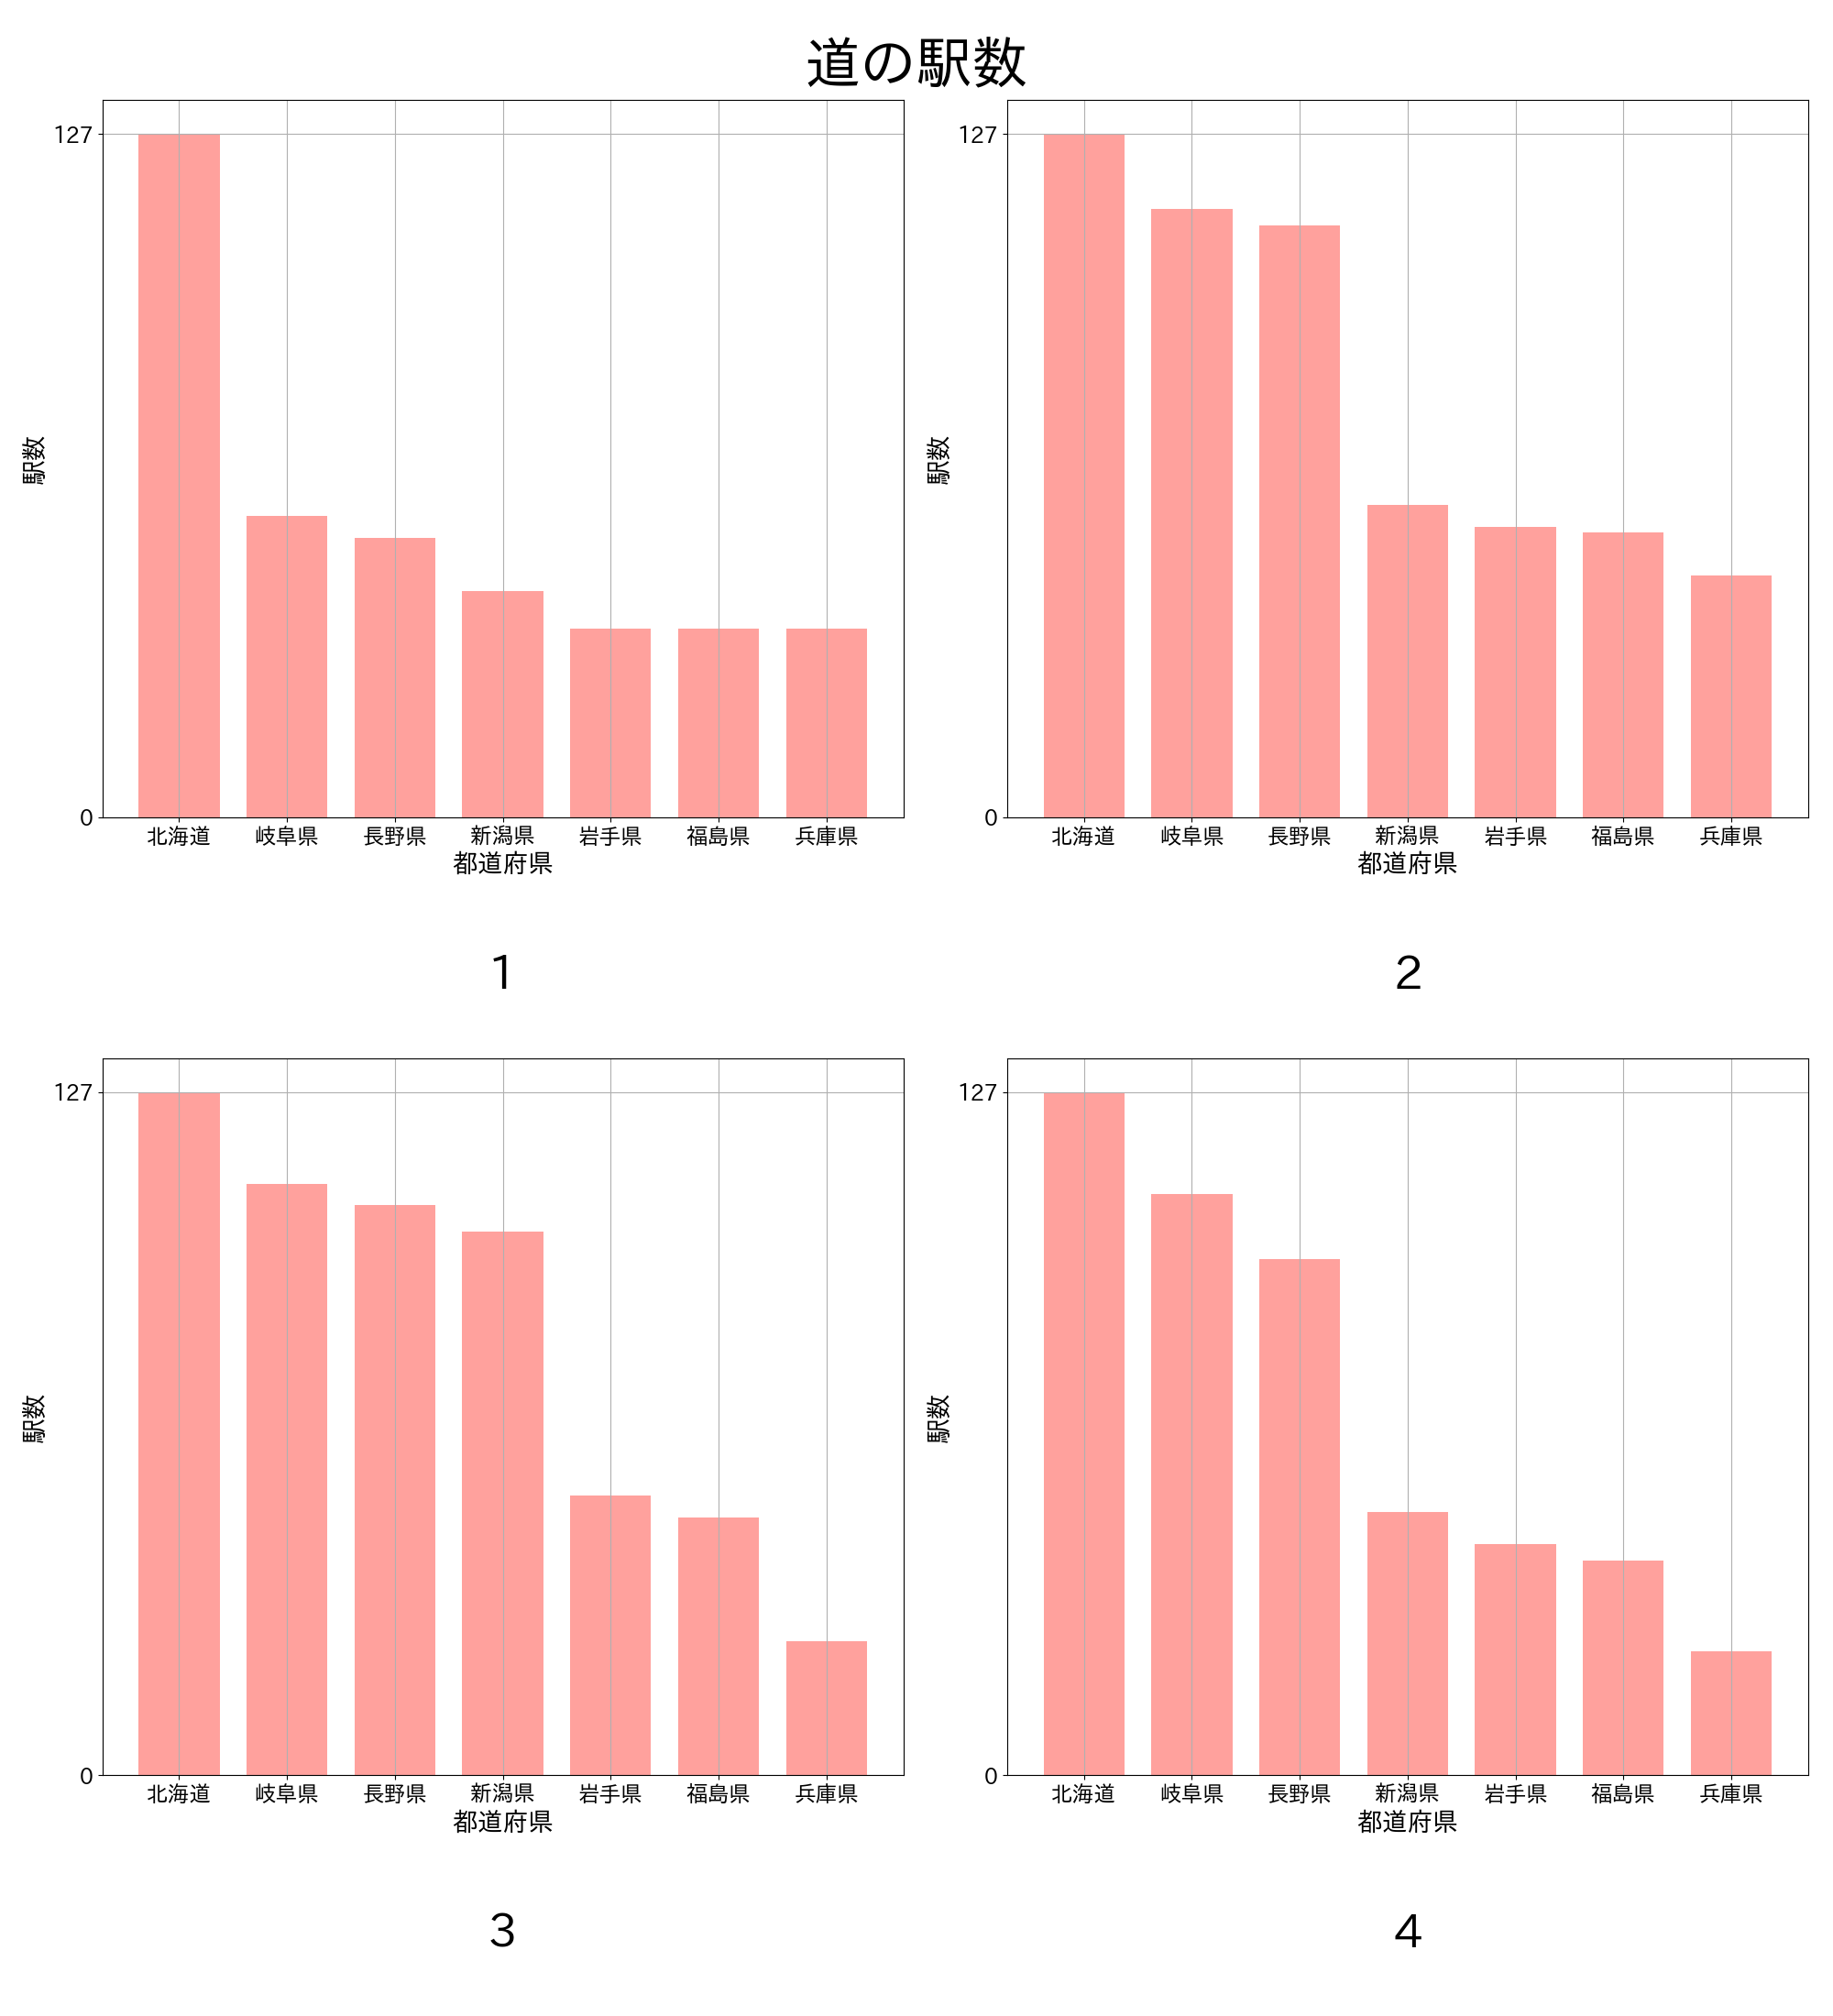 道の駅数
127
駅数
0
北海道 岐阜県 長野県 新潟県 岩手県 福島県 兵庫県
都道府県
1
127
駅数
0
北海道 岐阜県 長野県 新潟県 岩手県 福島県 兵庫県
都道府県
2
127
駅数
0
北海道 岐阜県 長野県 新潟県 岩手県 福島県 兵庫県
都道府県
3
127
駅数
0
北海道 岐阜県 長野県 新潟県 岩手県 福島県 兵庫県
都道府県
4